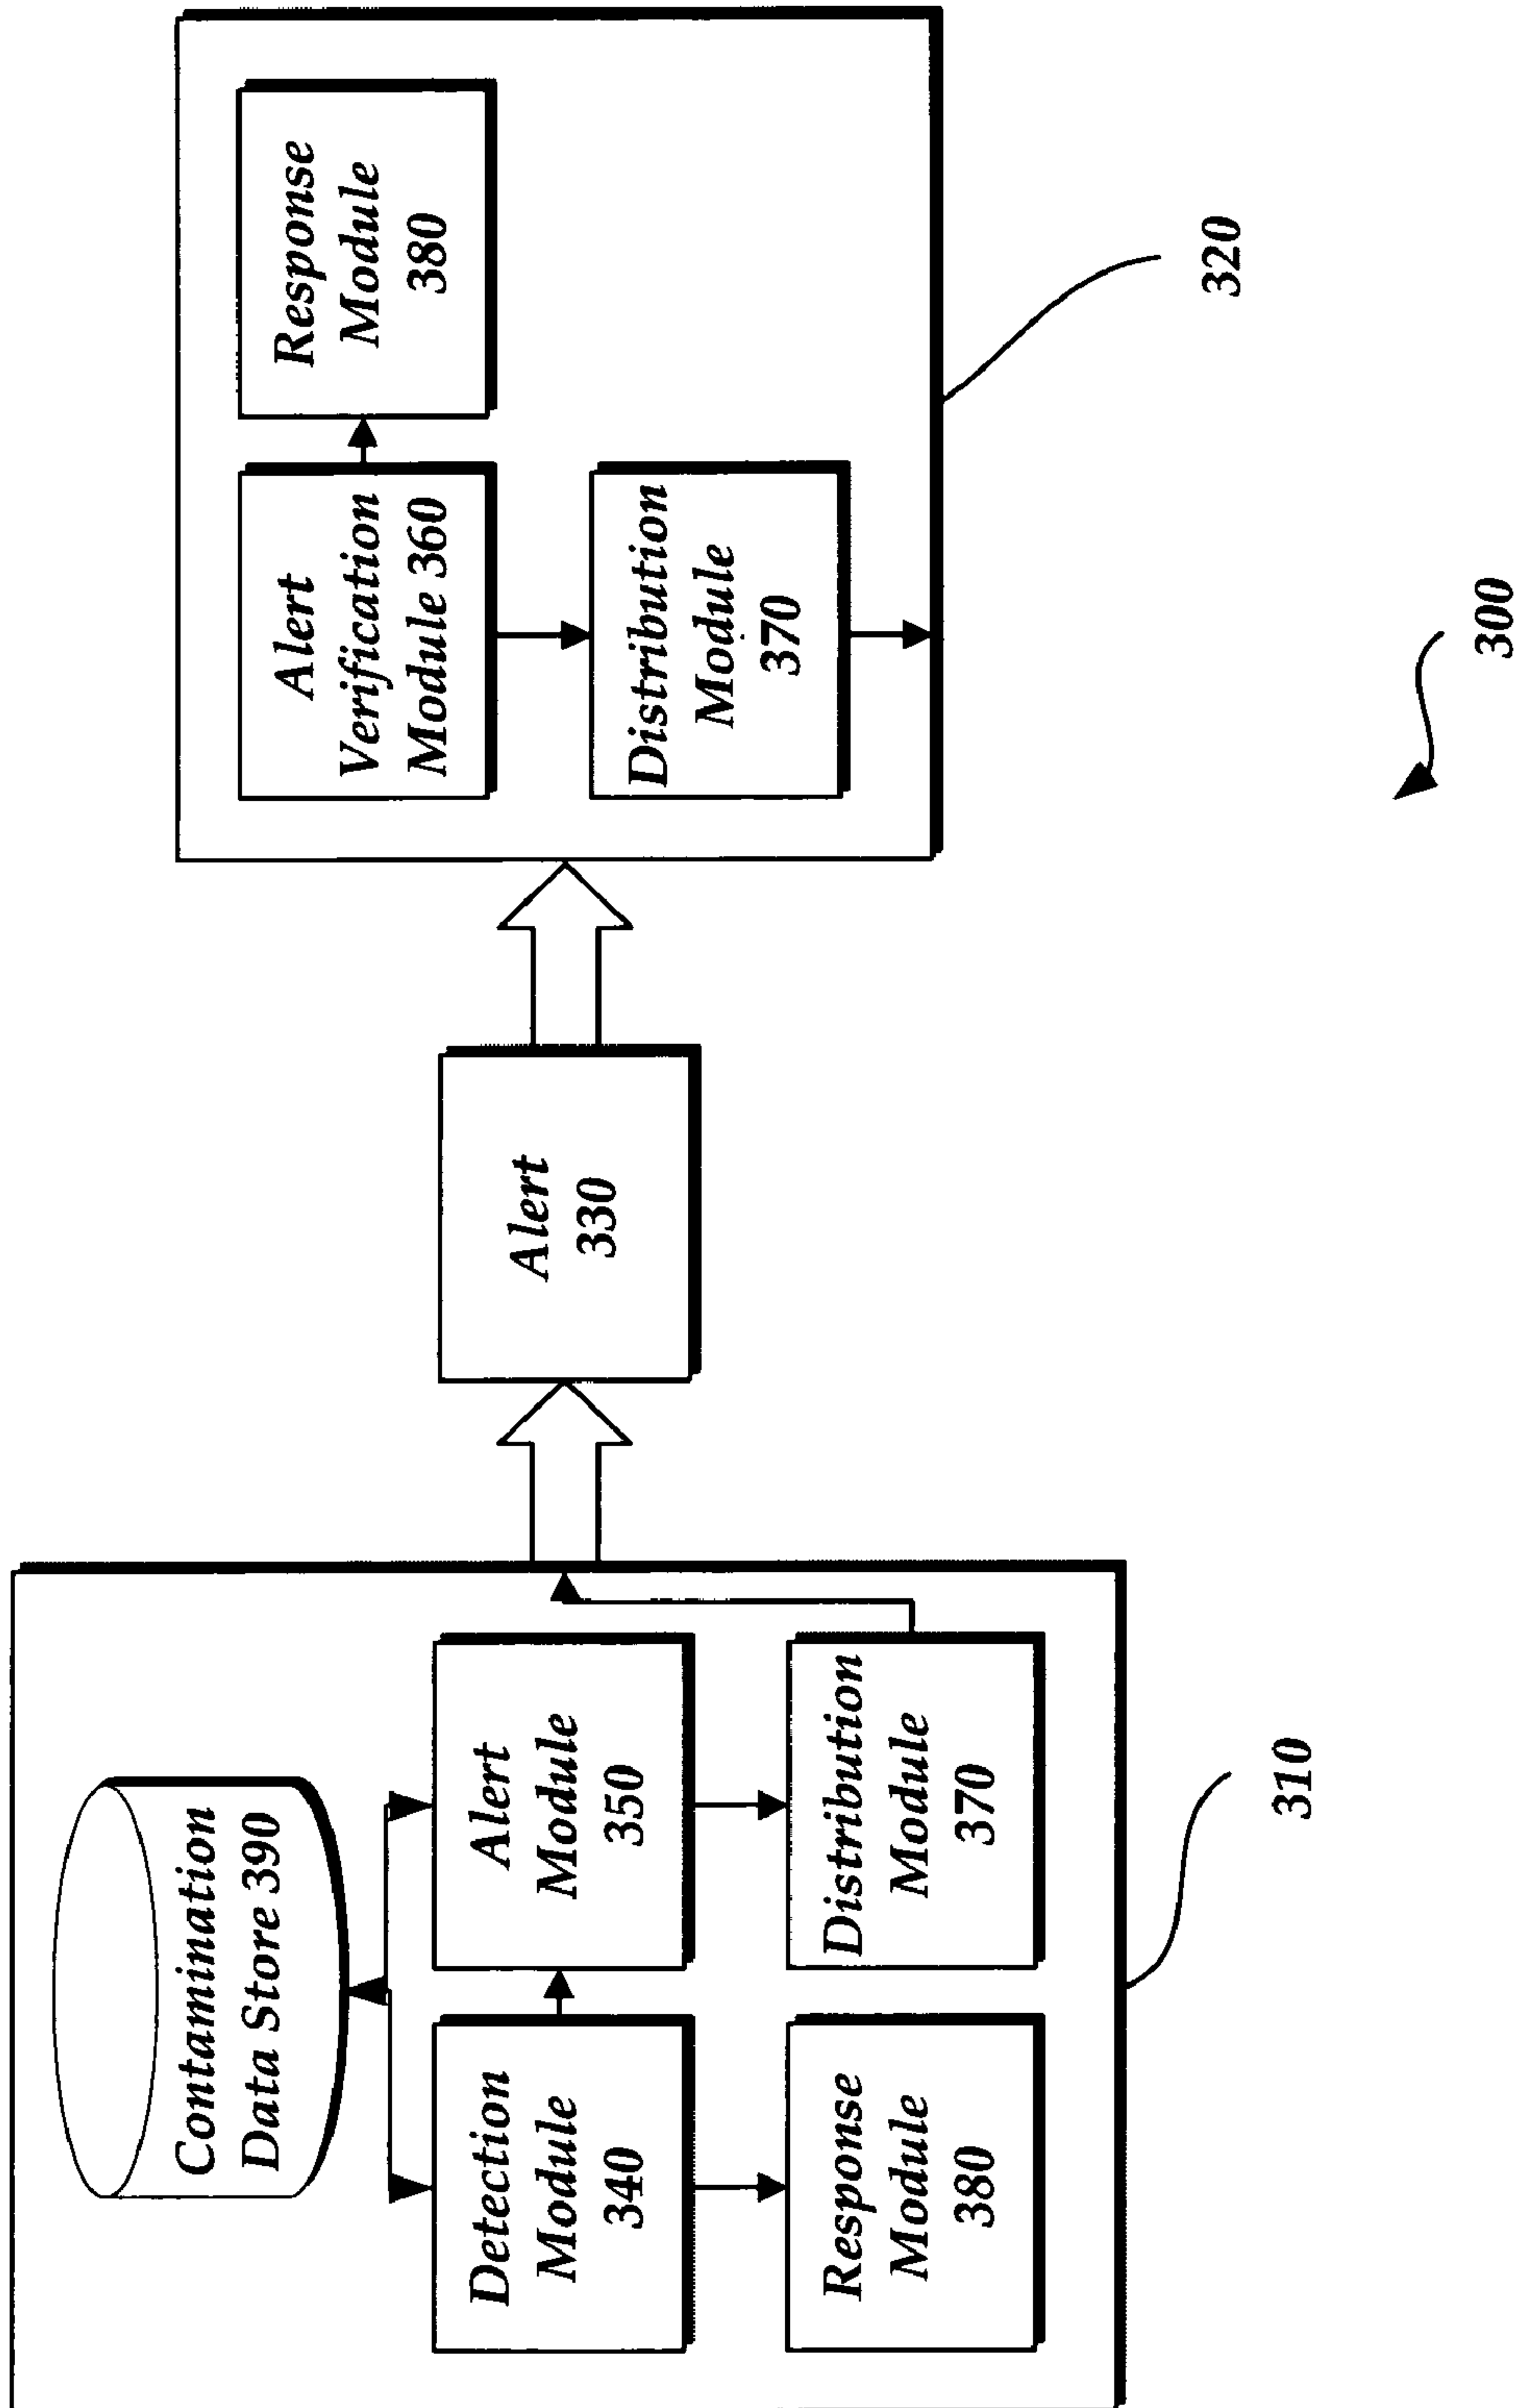 Contamination
Data Store 390
Detection
Module
340
Alert
Module
350
Response
Module
380
Distribution
Module
370
310
Alert
330
Alert
Verification
Module 360
Response
Module
380
Distribution
Module
370
320
300